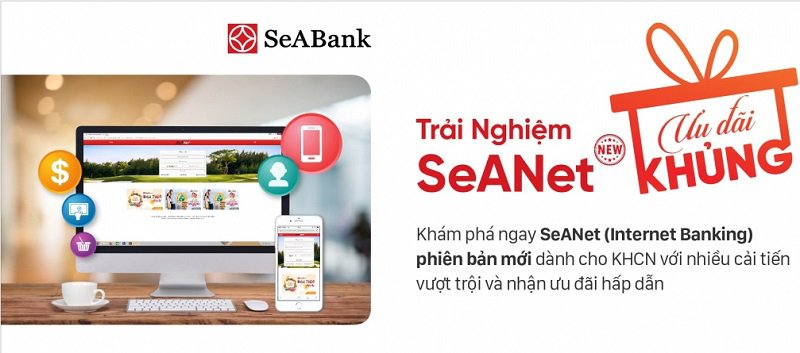 SeABank
Trải Nghiệm
SeANet
NEW
Ưu đãi
KHỦNG
Khám phá ngay SeANet (Internet Banking)
phiên bản mới dành cho KHCN với nhiều cải tiến
vượt trội và nhận ưu đãi hấp dẫn